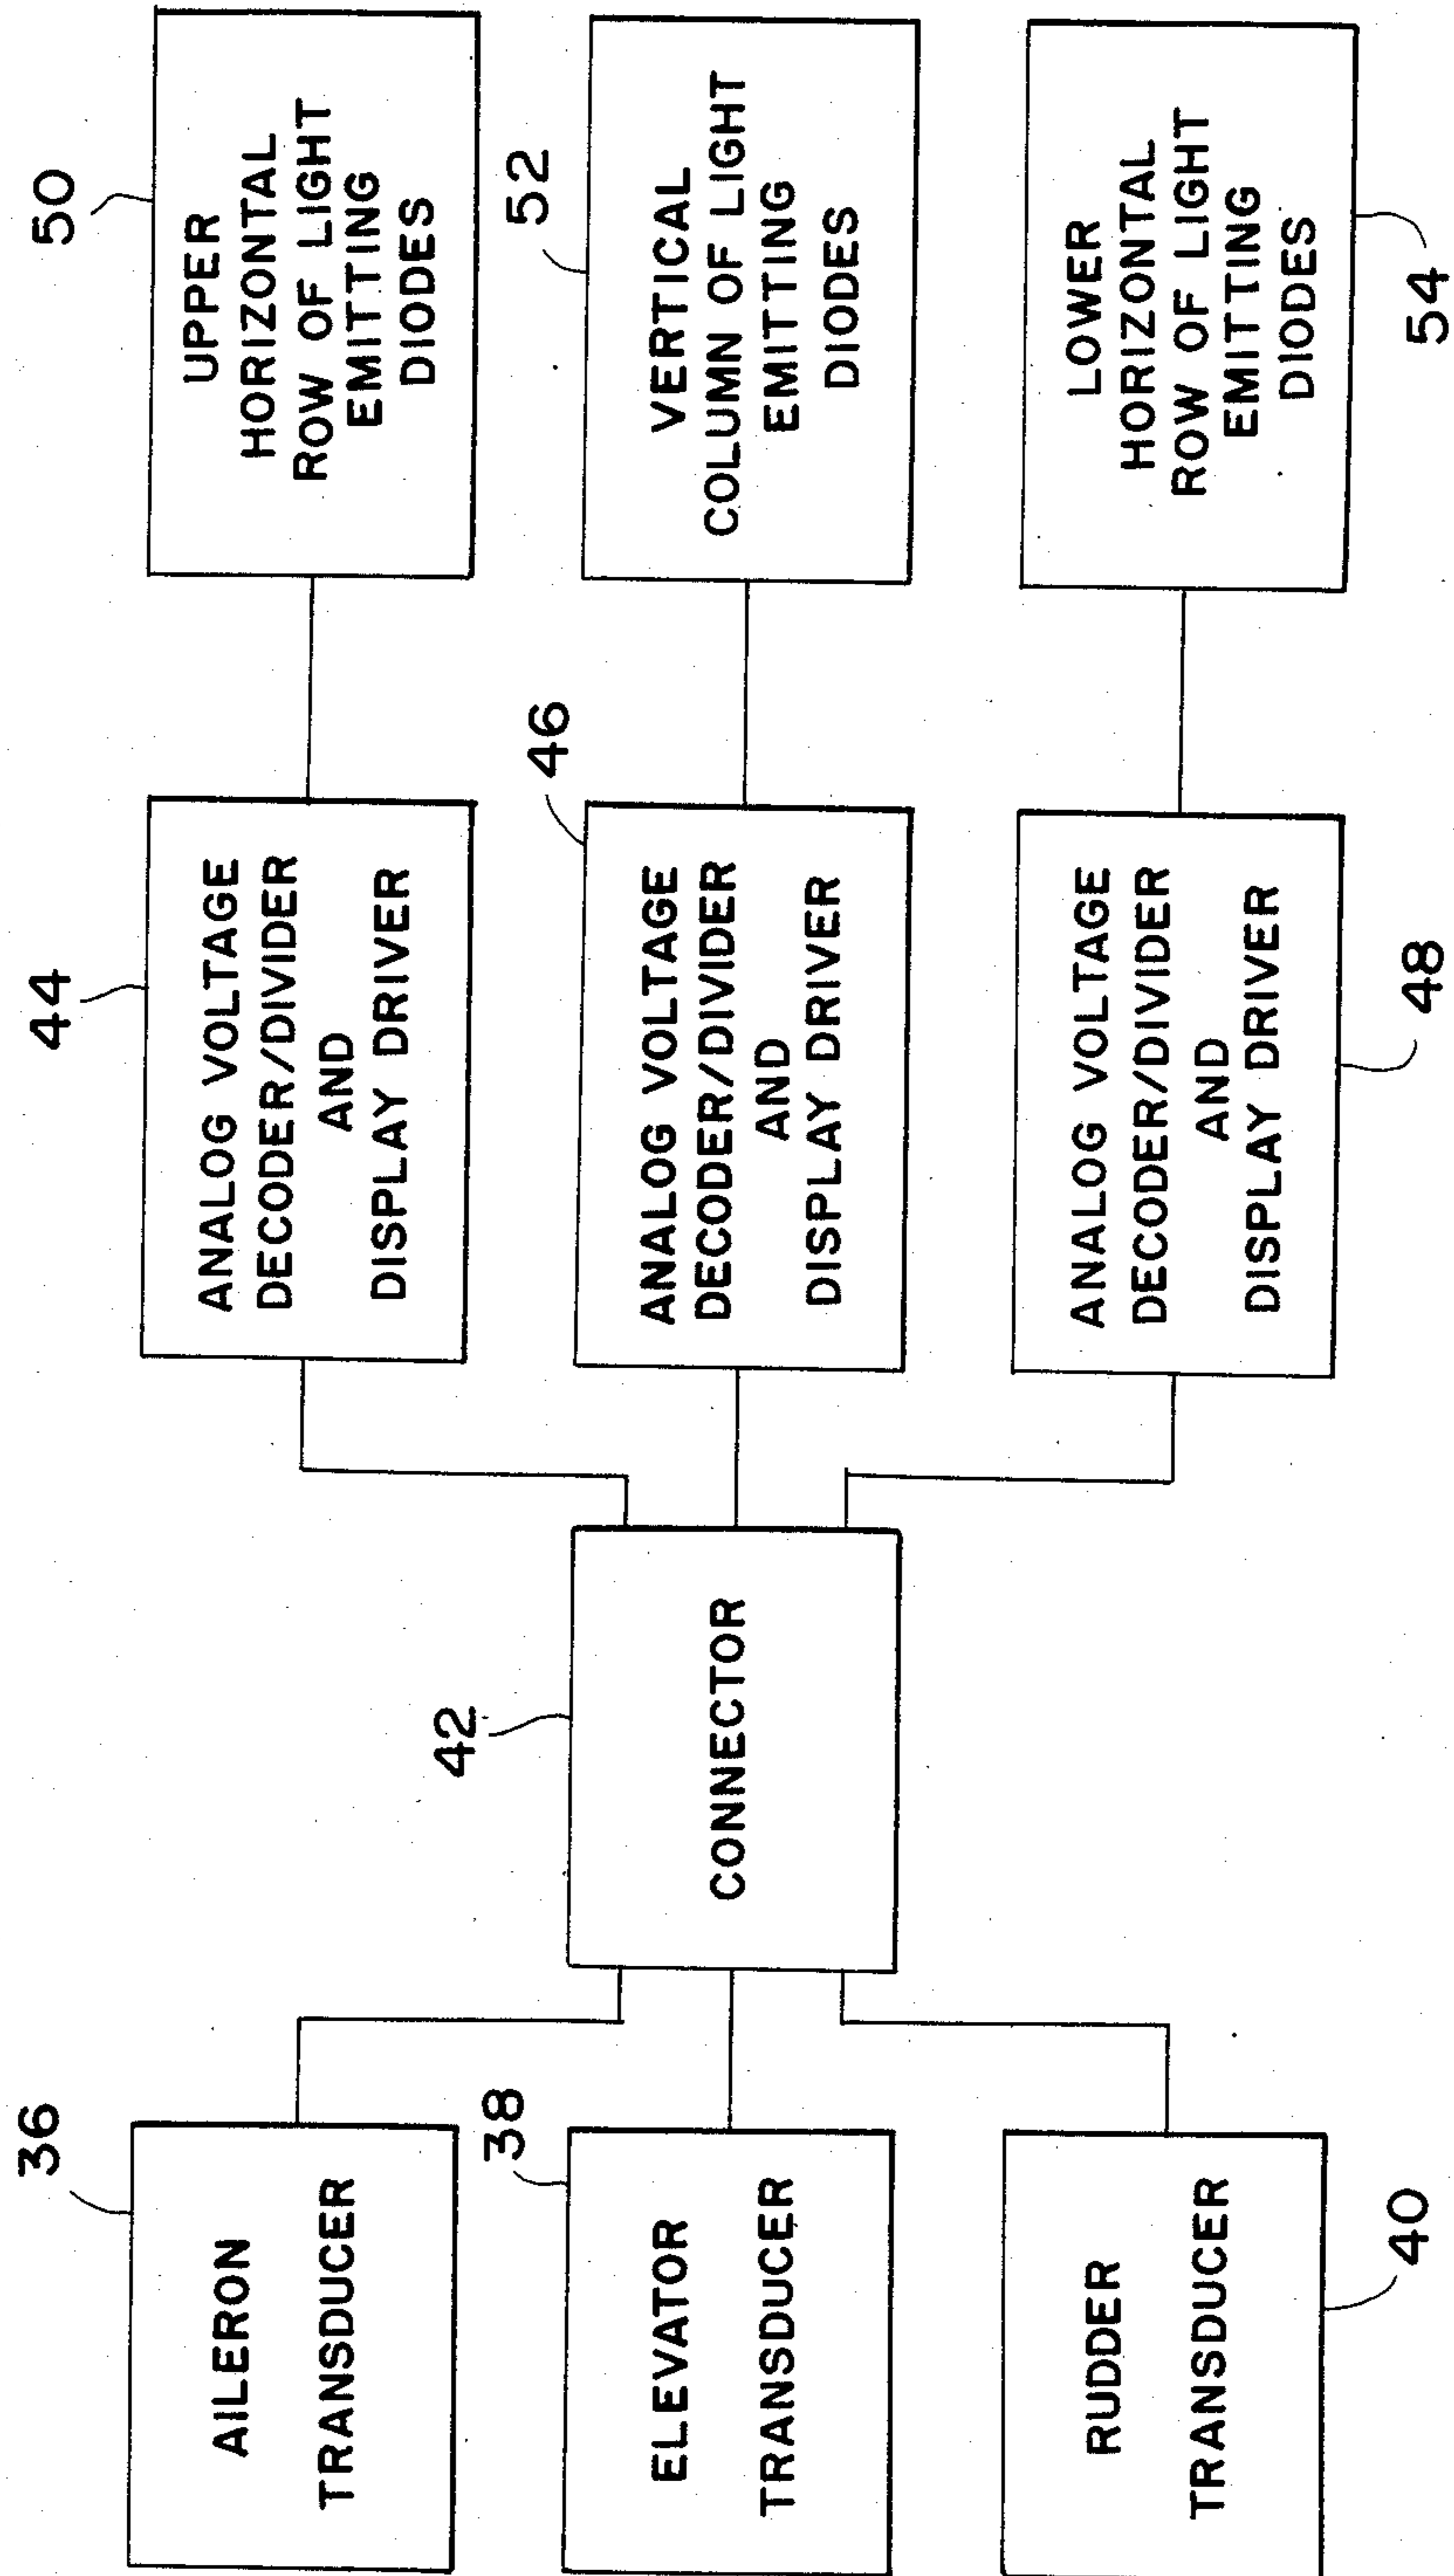 36
AILERON
TRANSDUCER
38
ELEVATOR
TRANSDUCER
RUDDER
TRANSDUCER
40
42
CONNECTOR
44
ANALOG VOLTAGE
DECODER/DIVIDER
AND
DISPLAY DRIVER
46
ANALOG VOLTAGE
DECODER/DIVIDER
AND
DISPLAY DRIVER
ANALOG VOLTAGE
DECODER/DIVIDER
AND
DISPLAY DRIVER
48
50
UPPER
HORIZONTAL
ROW OF LIGHT
EMITTING
DIODES
52
VERTICAL
COLUMN OF LIGHT
EMITTING
DIODES
LOWER
HORIZONTAL
ROW OF LIGHT
EMITTING
DIODES
54